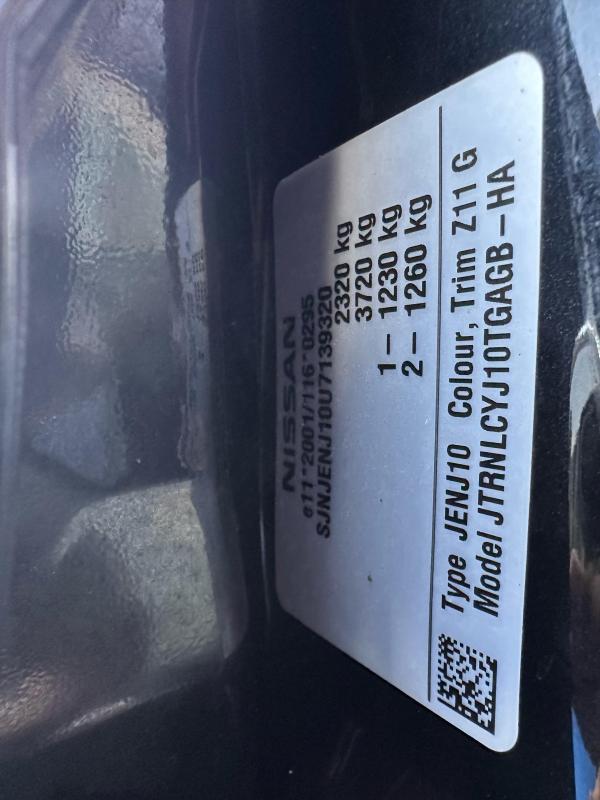 NISSAN
e11*2001/116*0295
SJNJENJ10U7139320
2320 kg
3720 kg
1– 1230 kg
2– 1260 kg
Type JENJ10 Colour, Trim Z11 G
Model JTRNLCYJ10TGAGB–HA